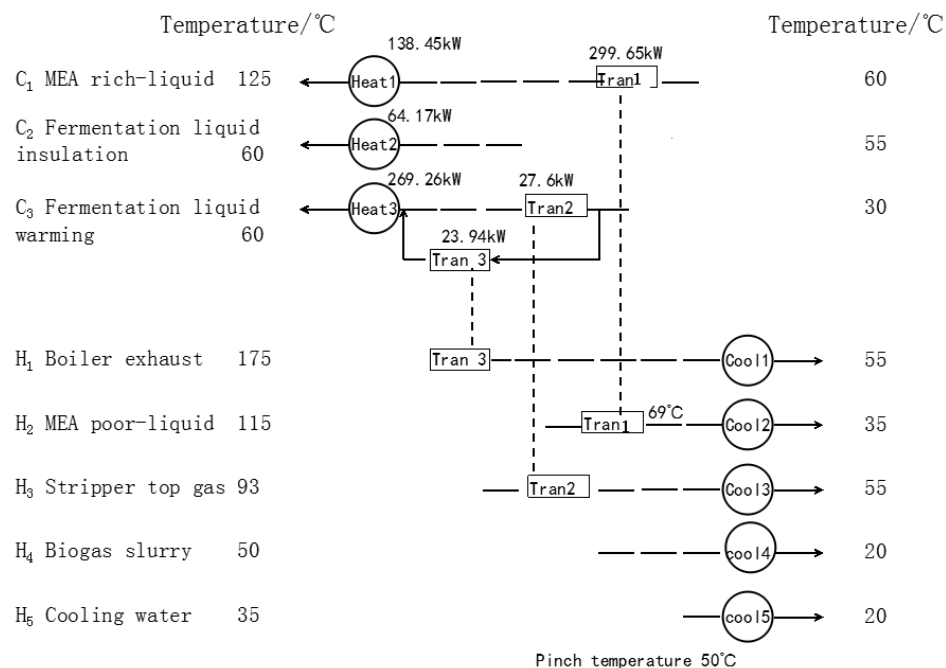 Temperature/℃ Temperature/℃
138.45kW
299.65kW
C₁ MEA rich-liquid 125 Heat1 Tran1 60
64.17kW
C₂ Fermentation liquid
insulation 60 Heat2 55
269.26kW 27.6kW
C₃ Fermentation liquid
warming 60 Heat3 Tran2 30
23.94kW
Tran 3
H₁ Boiler exhaust 175 Tran 3 Cool1 55
69℃
H₂ MEA poor-liquid 115 Tran1 Cool2 35
H₃ Stripper top gas 93 Tran2 Cool3 55
H₄ Biogas slurry 50 cool4 20
H₅ Cooling water 35 cool5 20
Pinch temperature 50℃